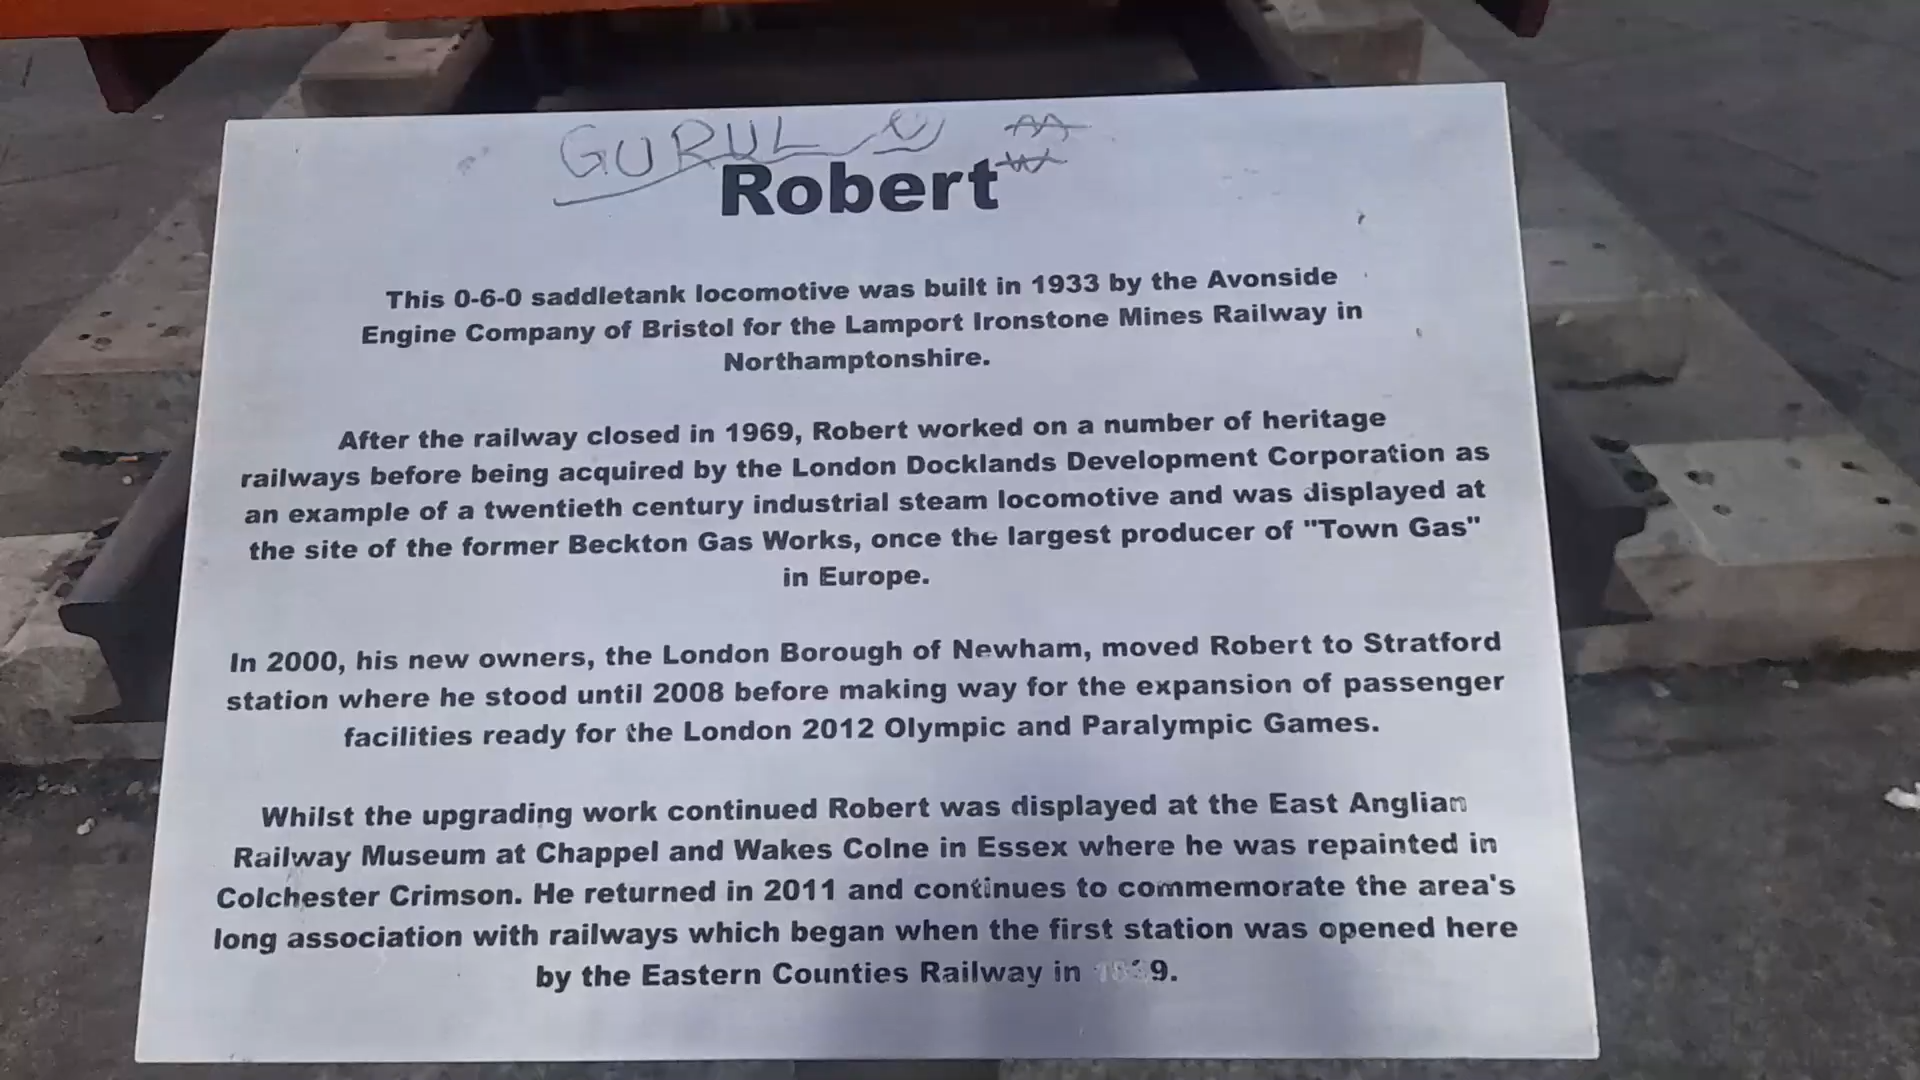 GURUL
Robert
This 0-6-0 saddletank locomotive was built in 1933 by the Avonside
Engine Company of Bristol for the Lamport Ironstone Mines Railway in
Northamptonshire.
After the railway closed in 1969, Robert worked on a number of heritage
railways before being acquired by the London Docklands Development Corporation as
an example of a twentieth century industrial steam locomotive and was displayed at
the site of the former Beckton Gas Works, once the largest producer of "Town Gas"
in Europe.
In 2000, his new owners, the London Borough of Newham, moved Robert to Stratford
station where he stood until 2008 before making way for the expansion of passenger
facilities ready for the London 2012 Olympic and Paralympic Games.
Whilst the upgrading work continued Robert was displayed at the East Anglian
Railway Museum at Chappel and Wakes Colne in Essex where he was repainted in
Colchester Crimson. He returned in 2011 and continues to commemorate the area's
long association with railways which began when the first station was opened here
by the Eastern Counties Railway in